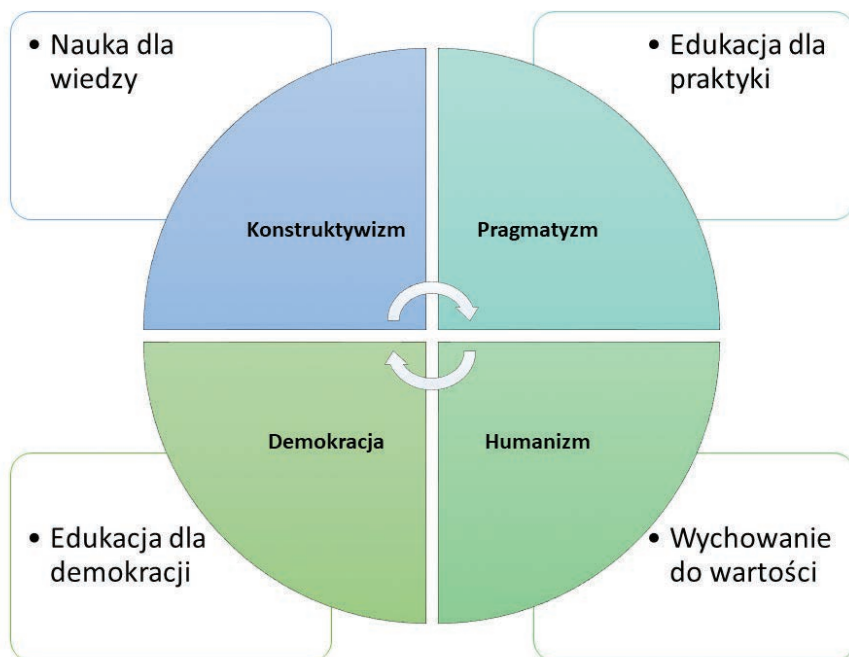 • Nauka dla
wiedzy
• Edukacja dla
praktyki
Konstruktywizm
Pragmatyzm
Demokracja
Humanizm
• Edukacja dla
demokracji
• Wychowanie
do wartości